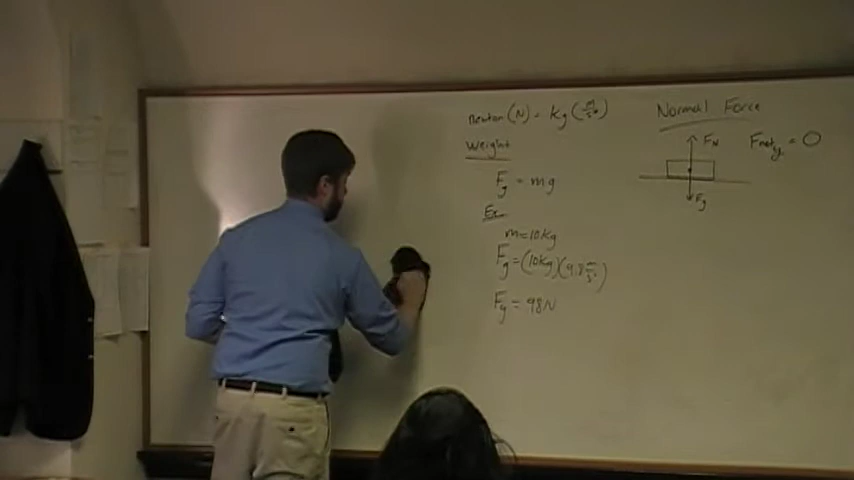 newton (N) = Kg (m/s²)
Weight
Fg = mg
Ex
m=10kg
Fg = (10kg)(9.8 m/s²)
Fg = 98N
Normal Force
FN
Fnet y = 0
Fg